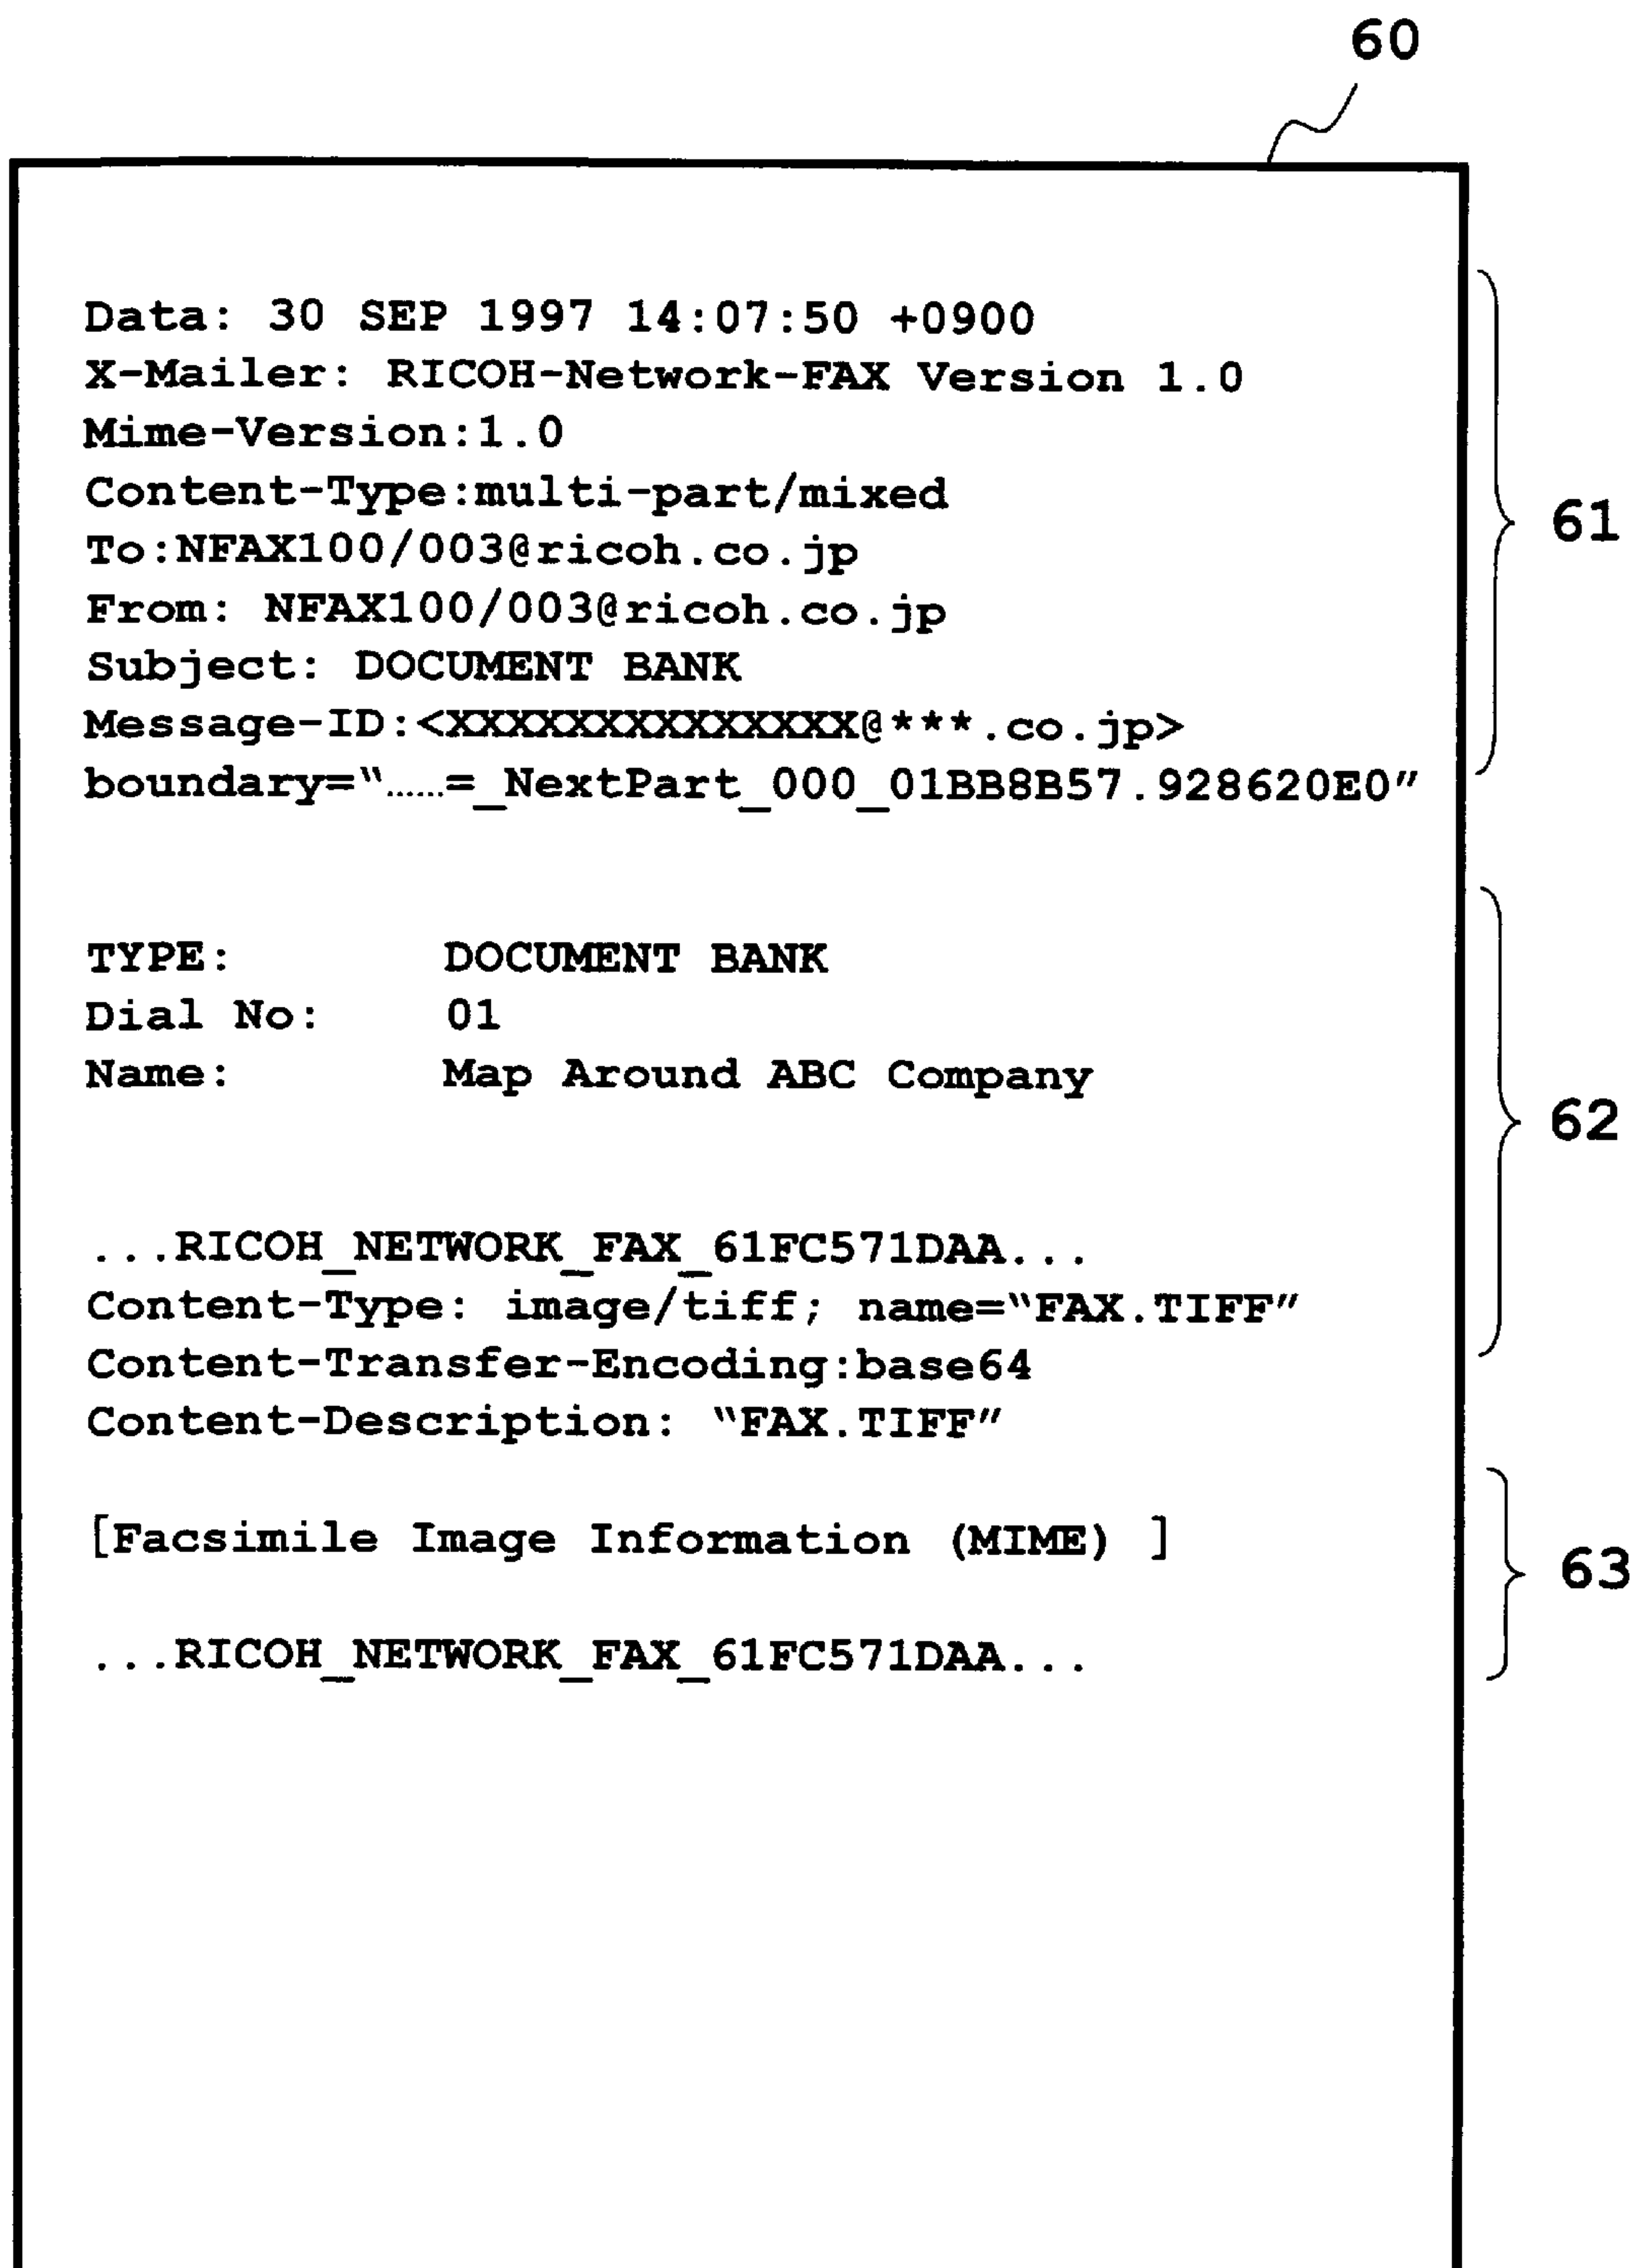 60
Data: 30 SEP 1997 14:07:50 +0900
X-Mailer: RICOH-Network-FAX Version 1.0
Mime-Version:1.0
Content-Type:multi-part/mixed
To:NFAX100/003@ricoh.co.jp
From: NFAX100/003@ricoh.co.jp
Subject: DOCUMENT BANK
Message-ID:<XXXXXXXXXXXXXX@***.co.jp>
boundary="......=_NextPart_000_01BB8B57.928620E0"
61
TYPE: DOCUMENT BANK
Dial No: 01
Name: Map Around ABC Company
62
...RICOH_NETWORK_FAX_61FC571DAA...
Content-Type: image/tiff; name="FAX.TIFF"
Content-Transfer-Encoding:base64
Content-Description: "FAX.TIFF"
[Facsimile Image Information (MIME) ]
63
...RICOH_NETWORK_FAX_61FC571DAA...